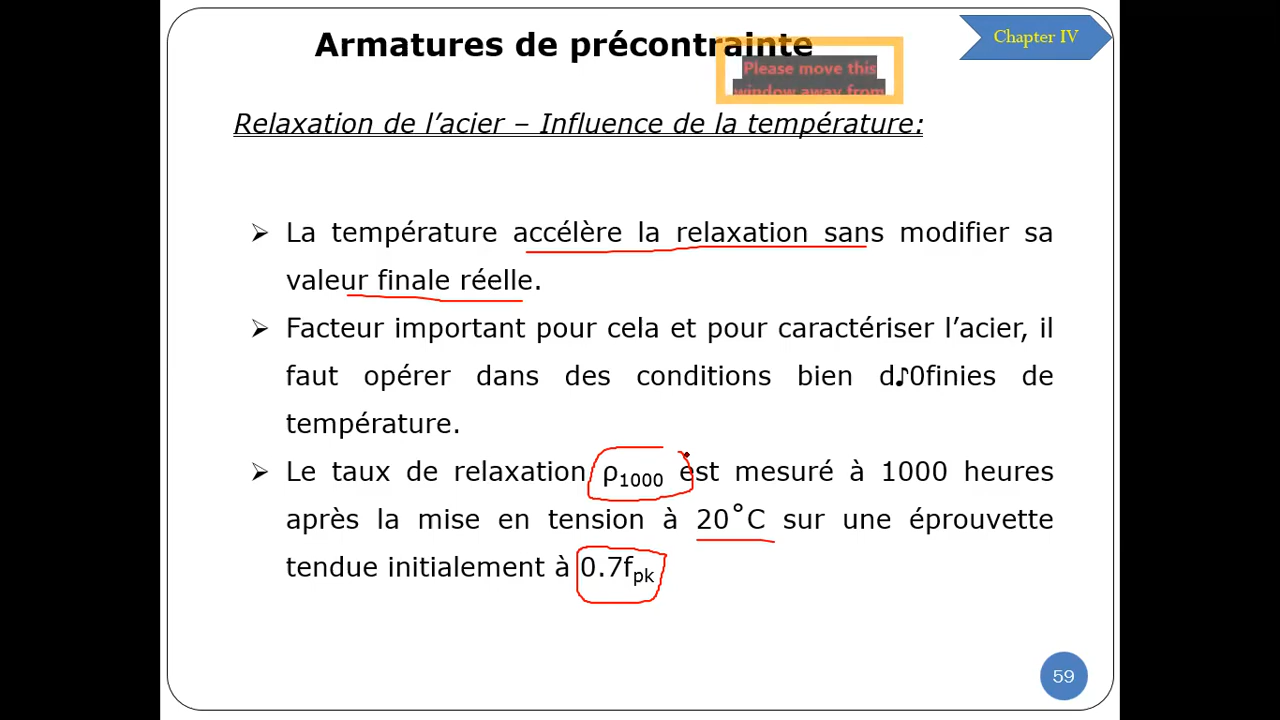 Armatures de précontrainte
Chapter IV
Please move this
window away from
Relaxation de l’acier – Influence de la température:
➢ La température accélère la relaxation sans modifier sa
valeur finale réelle.
➢ Facteur important pour cela et pour caractériser l’acier, il
faut opérer dans des conditions bien d♪0finies de
température.
➢ Le taux de relaxation ρ1000 est mesuré à 1000 heures
après la mise en tension à 20˚C sur une éprouvette
tendue initialement à 0.7fpk
59